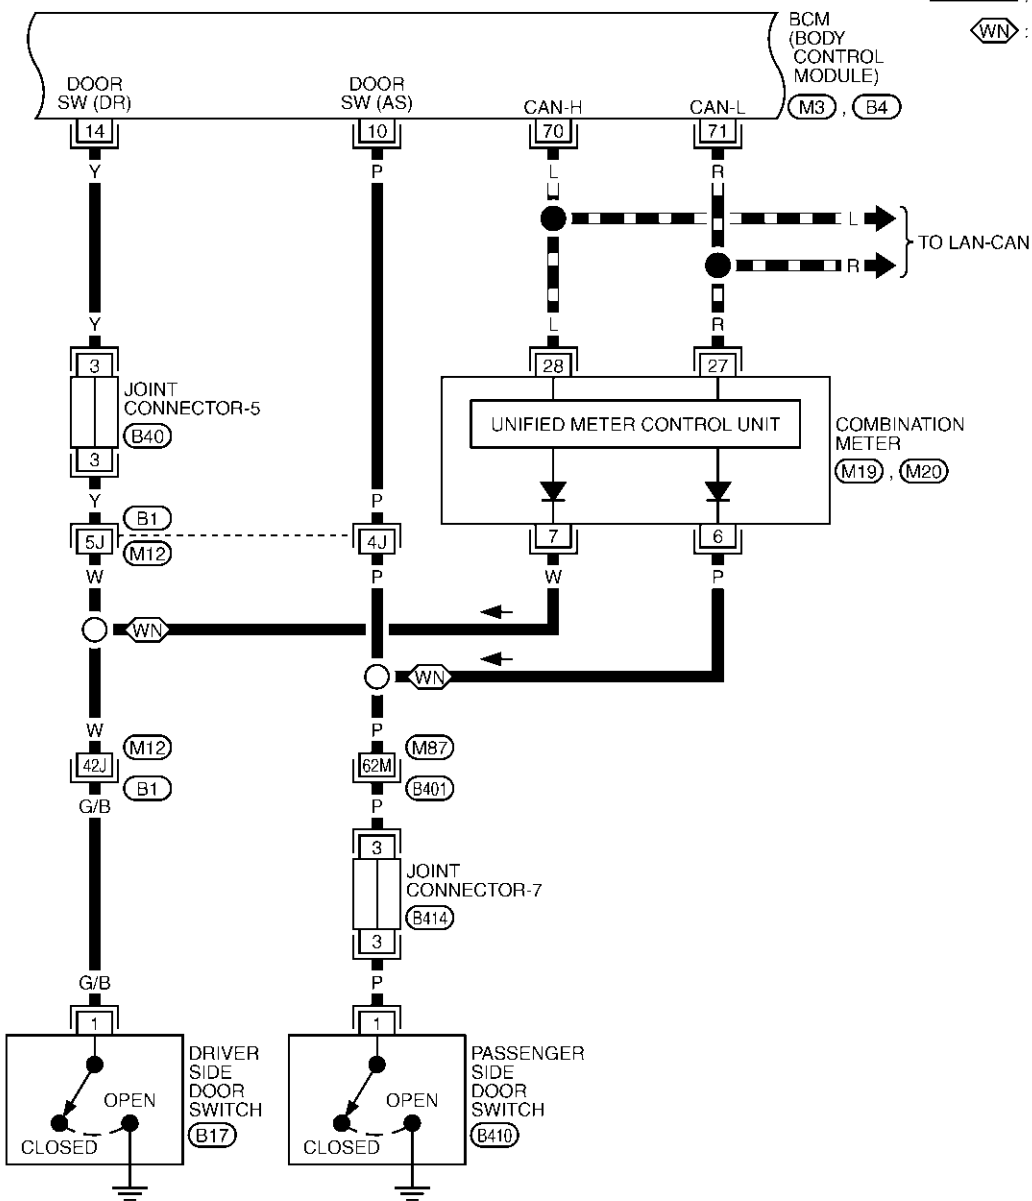 BCM
(BODY
CONTROL
MODULE)
M3 , B4
WN :
DOOR
SW (DR)
DOOR
SW (AS)
CAN-H
CAN-L
14
10
70
71
Y
P
L
R
L
R
TO LAN-CAN
Y
L
R
3
28
27
JOINT
CONNECTOR-5
B40
UNIFIED METER CONTROL UNIT
COMBINATION
METER
M19 , M20
3
Y
P
B1
5J
4J
7
6
M12
W
P
W
P
WN
WN
W
P
M12
M87
42J
62M
B1
B401
G/B
P
3
JOINT
CONNECTOR-7
B414
3
G/B
P
1
1
DRIVER
SIDE
DOOR
SWITCH
B17
OPEN
CLOSED
PASSENGER
SIDE
DOOR
SWITCH
B410
OPEN
CLOSED